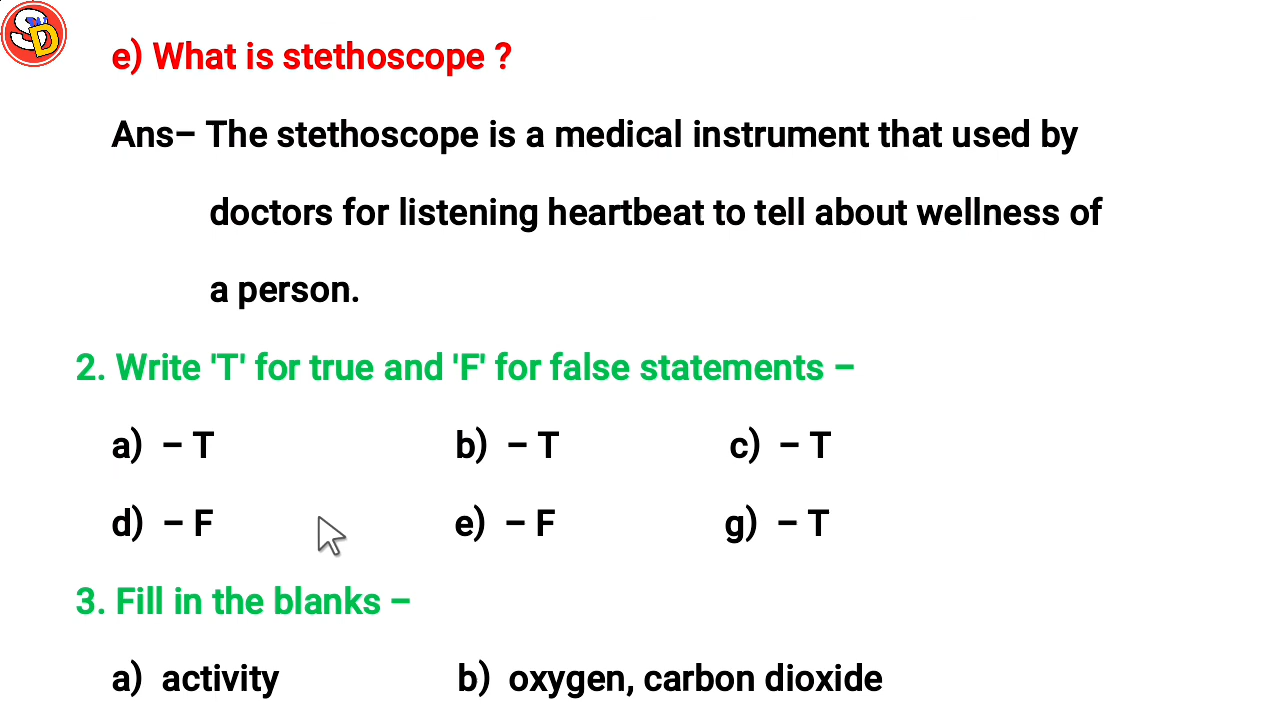 SD
e) What is stethoscope ?
Ans– The stethoscope is a medical instrument that used by
doctors for listening heartbeat to tell about wellness of
a person.
2. Write 'T' for true and 'F' for false statements –
a) – T b) – T c) – T
d) – F e) – F g) – T
3. Fill in the blanks –
a) activity b) oxygen, carbon dioxide